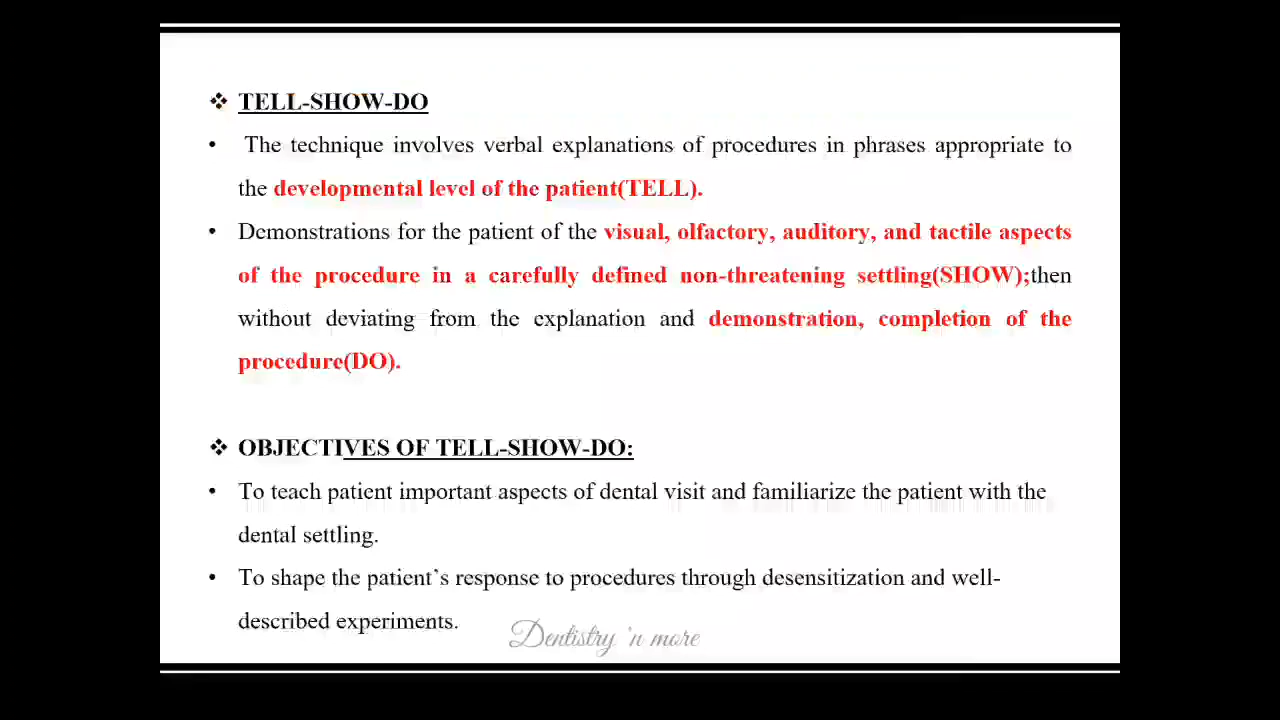 ❖ TELL-SHOW-DO
• The technique involves verbal explanations of procedures in phrases appropriate to
the developmental level of the patient(TELL).
• Demonstrations for the patient of the visual, olfactory, auditory, and tactile aspects
of the procedure in a carefully defined non-threatening settling(SHOW);then
without deviating from the explanation and demonstration, completion of the
procedure(DO).
❖ OBJECTIVES OF TELL-SHOW-DO:
• To teach patient important aspects of dental visit and familiarize the patient with the
dental settling.
• To shape the patient’s response to procedures through desensitization and well-
described experiments.
Dentistry 'n more